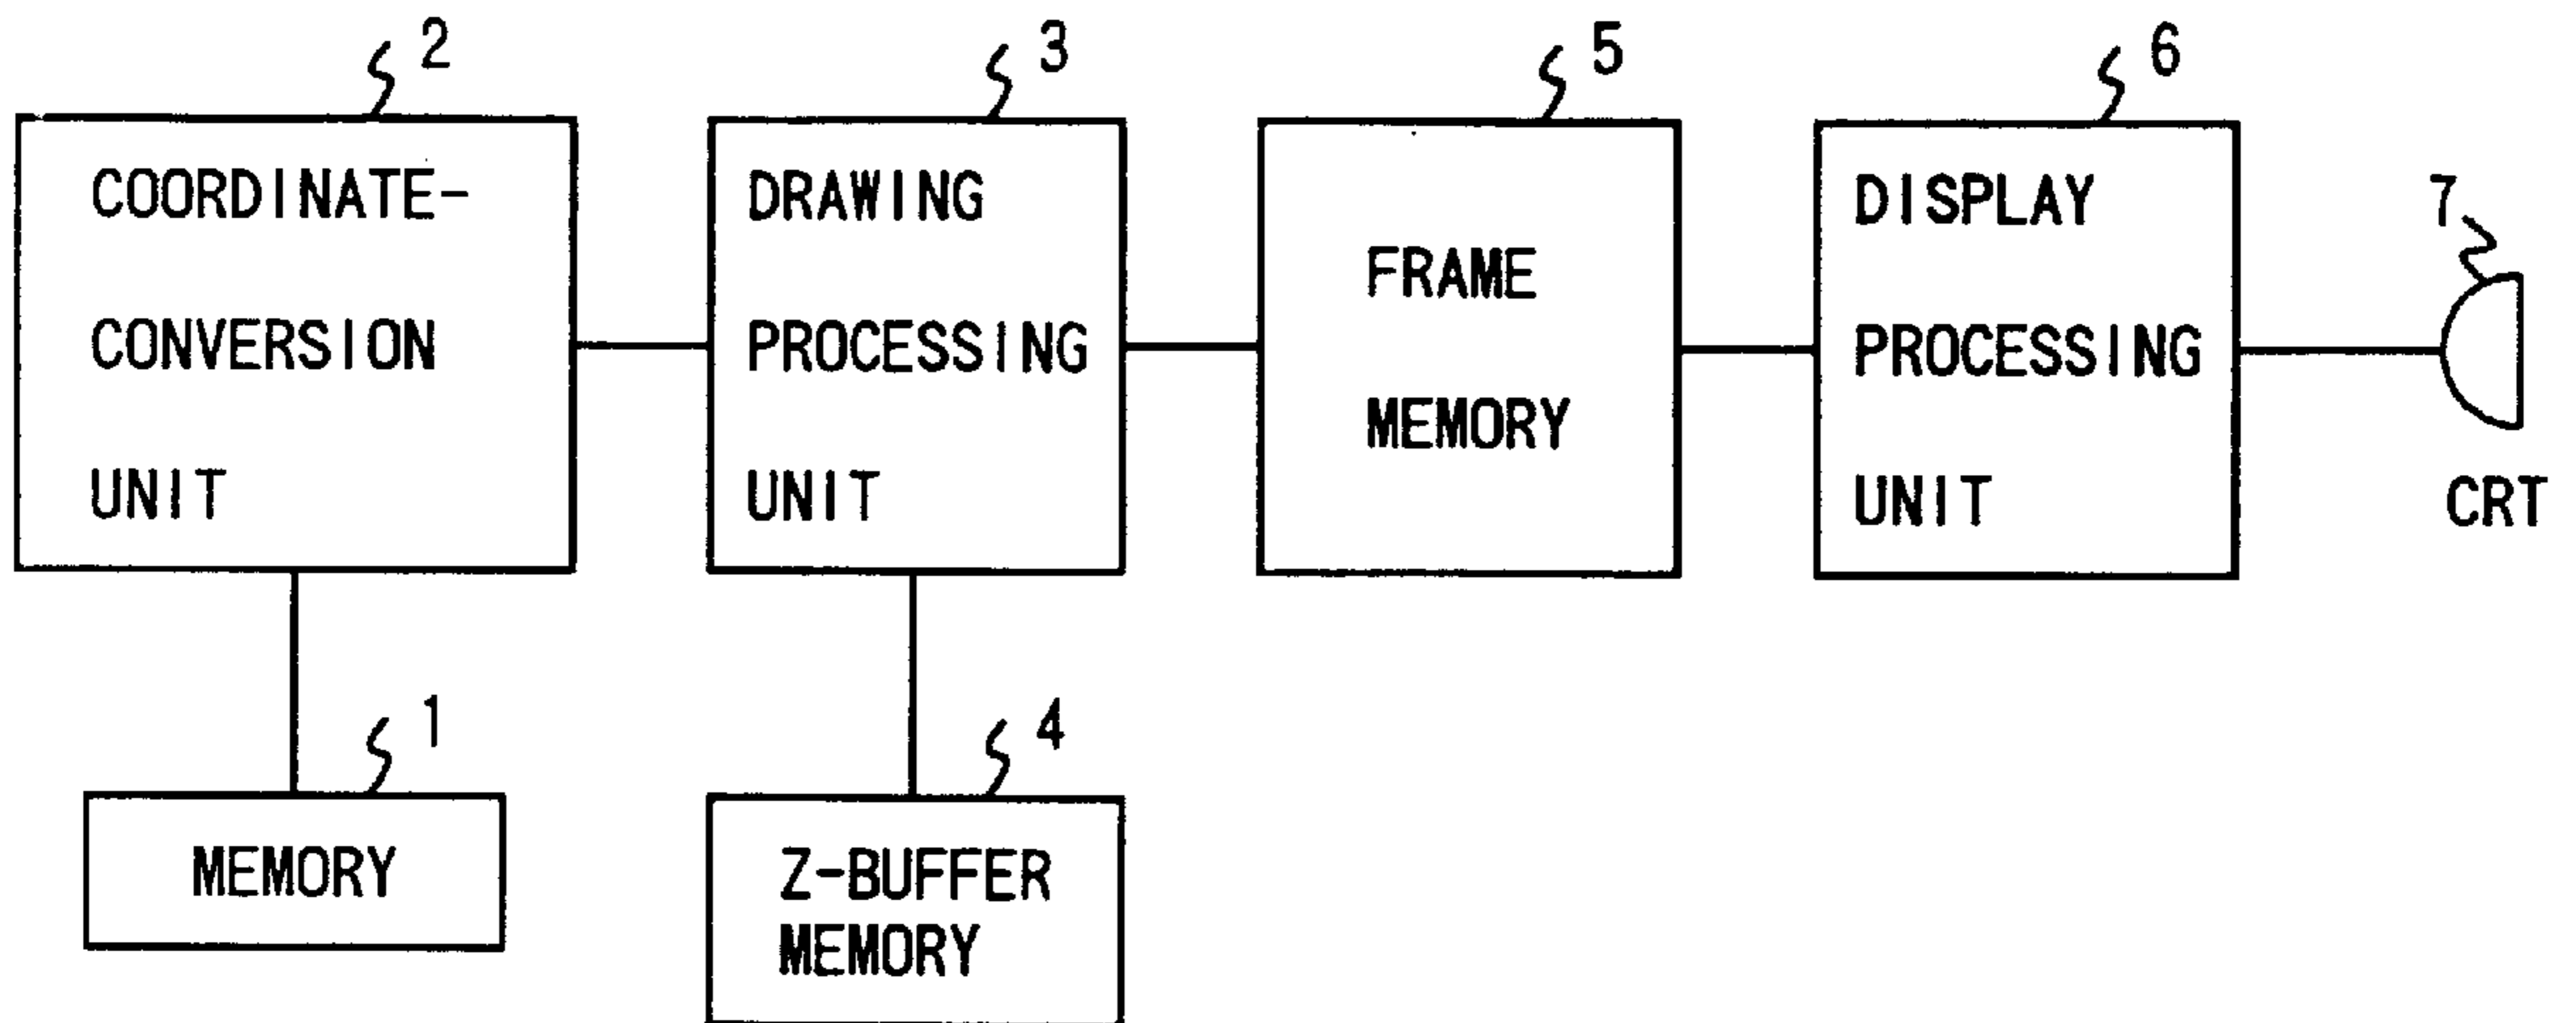 2
COORDINATE-
CONVERSION
UNIT
3
DRAWING
PROCESSING
UNIT
5
FRAME
MEMORY
6
DISPLAY
PROCESSING
UNIT
7
CRT
1
MEMORY
4
Z-BUFFER
MEMORY